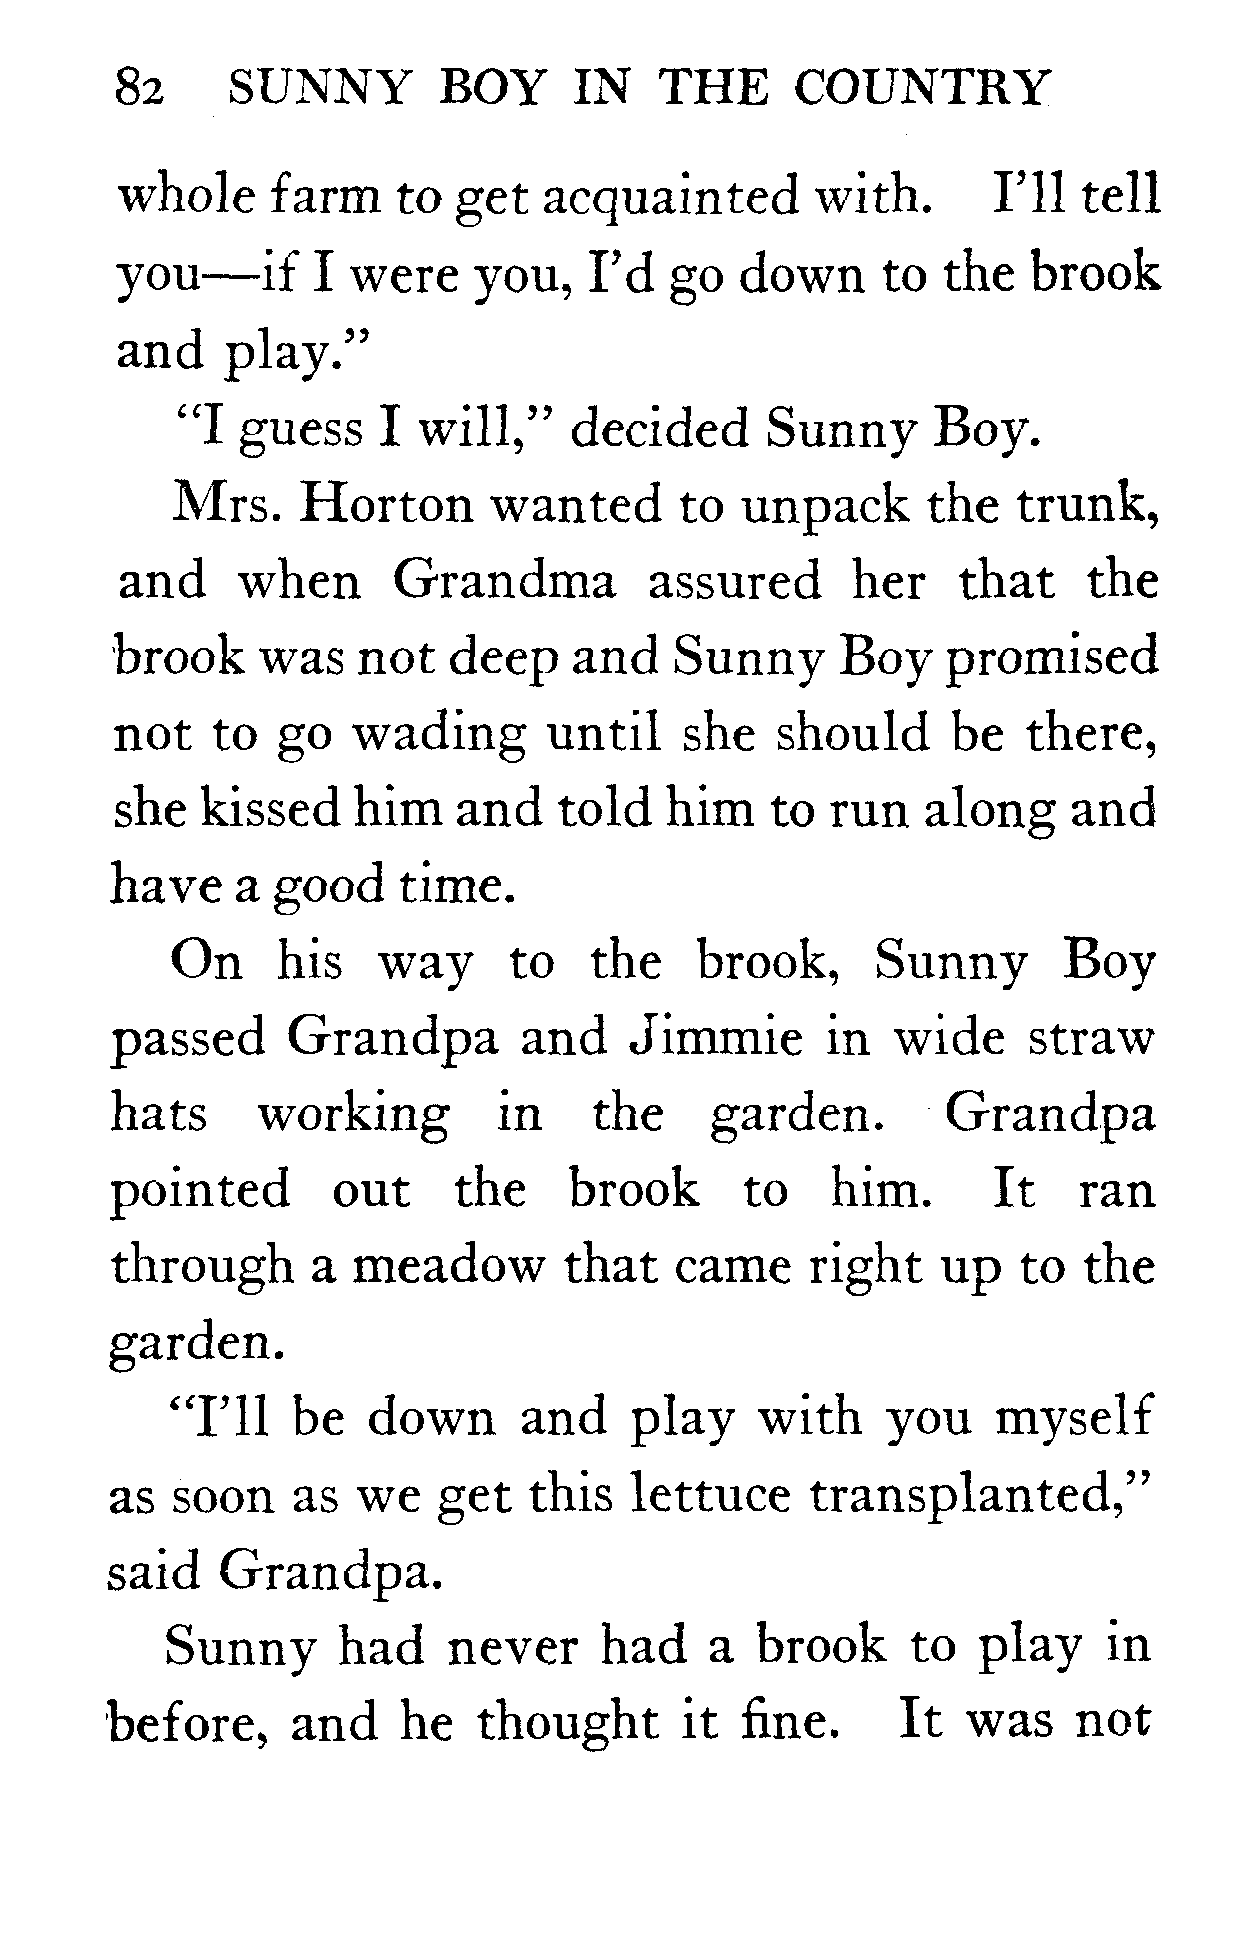 82 SUNNY BOY IN THE COUNTRY
whole farm to get acquainted with. I’ll tell
you—if I were you, I’d go down to the brook
and play.”
“I guess I will,” decided Sunny Boy.
Mrs. Horton wanted to unpack the trunk,
and when Grandma assured her that the
brook was not deep and Sunny Boy promised
not to go wading until she should be there,
she kissed him and told him to run along and
have a good time.
On his way to the brook, Sunny Boy
passed Grandpa and Jimmie in wide straw
hats working in the garden. Grandpa
pointed out the brook to him. It ran
through a meadow that came right up to the
garden.
“I’ll be down and play with you myself
as soon as we get this lettuce transplanted,”
said Grandpa.
Sunny had never had a brook to play in
before, and he thought it fine. It was not